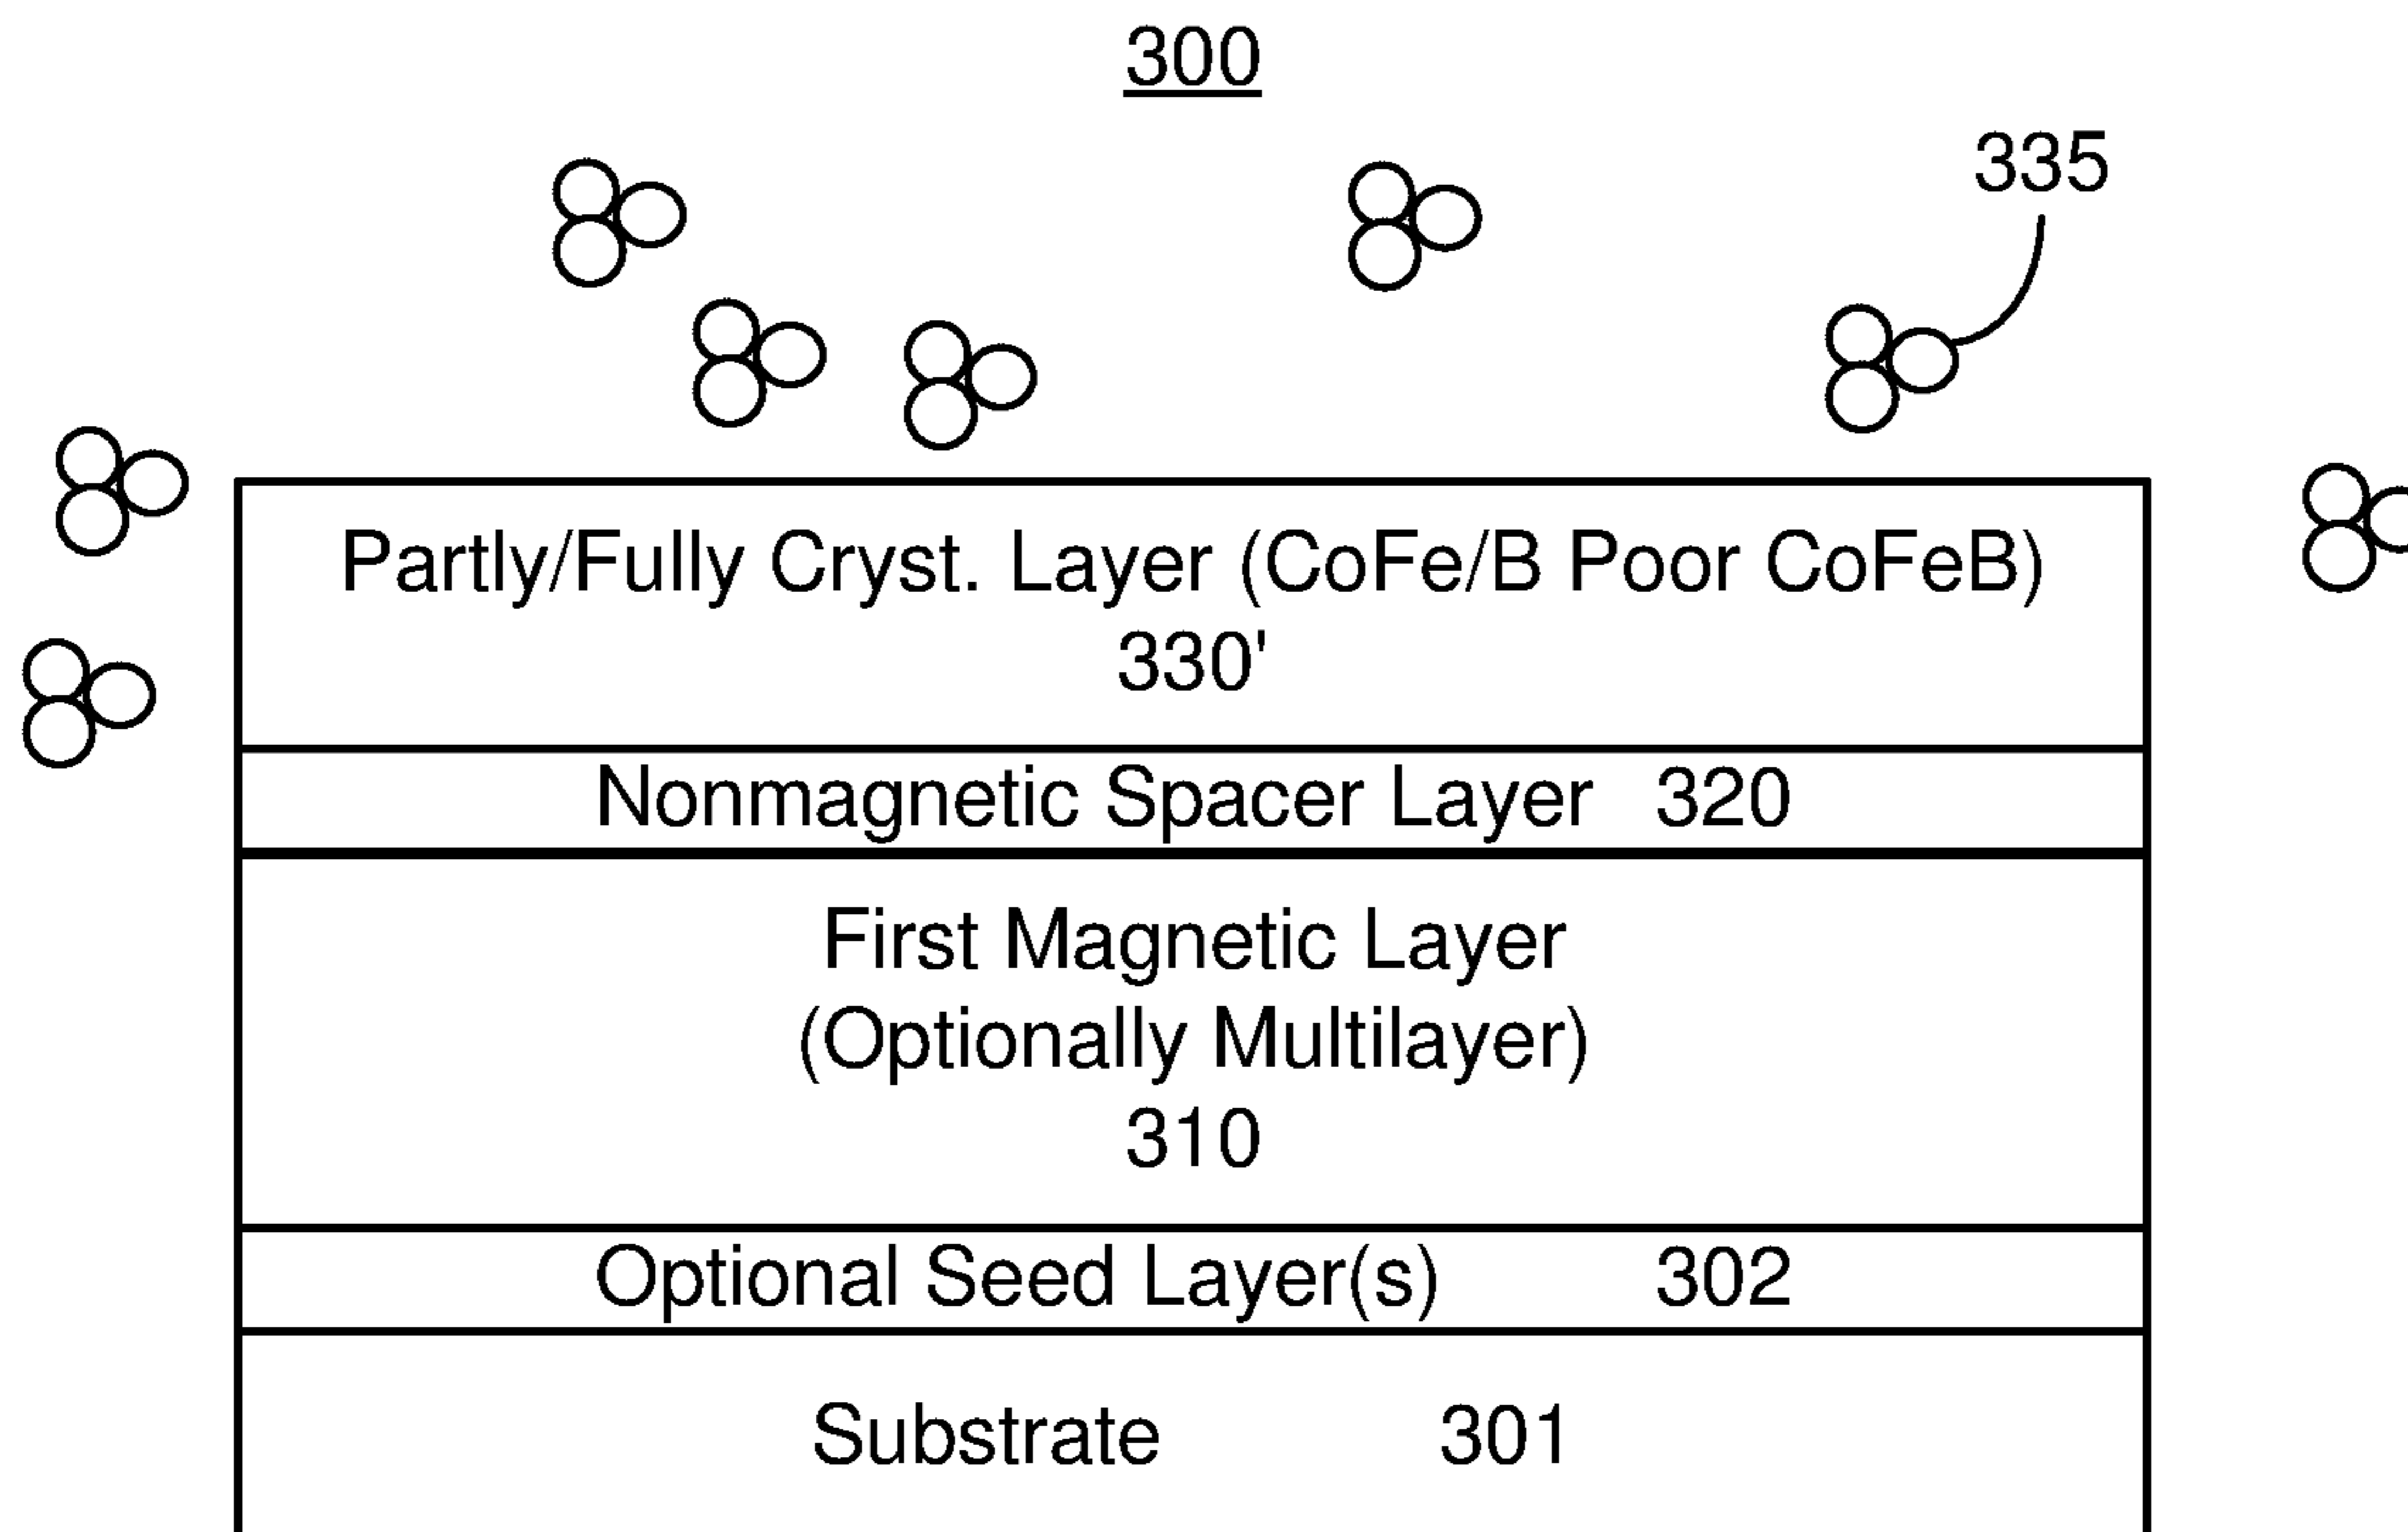 300
335
Partly/Fully Cryst. Layer (CoFe/B Poor CoFeB)
330'
Nonmagnetic Spacer Layer 320
First Magnetic Layer
(Optionally Multilayer)
310
Optional Seed Layer(s) 302
Substrate 301